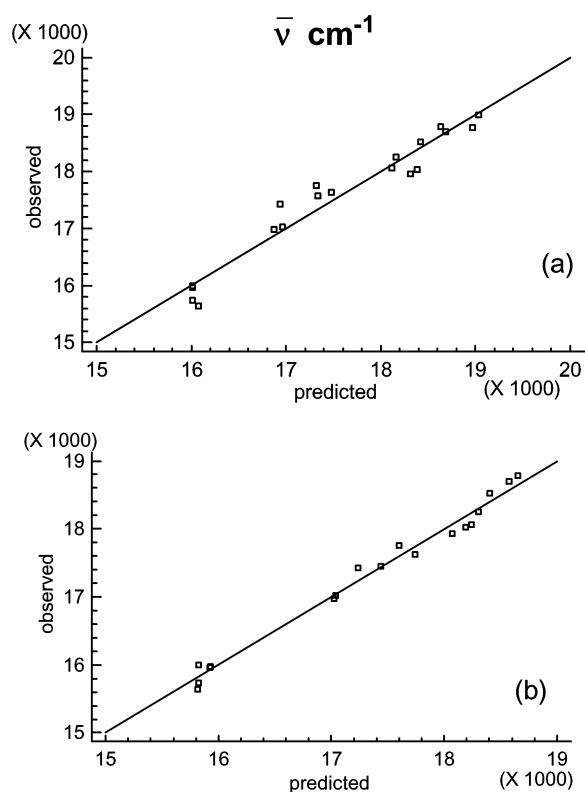 ν̄ cm-1
(X 1000)
20
19
18
17
16
15
observed
(a)
15 16 17 18 19 20
predicted
(X 1000)
(X 1000)
19
18
17
16
15
observed
(b)
15 16 17 18 19
predicted
(X 1000)